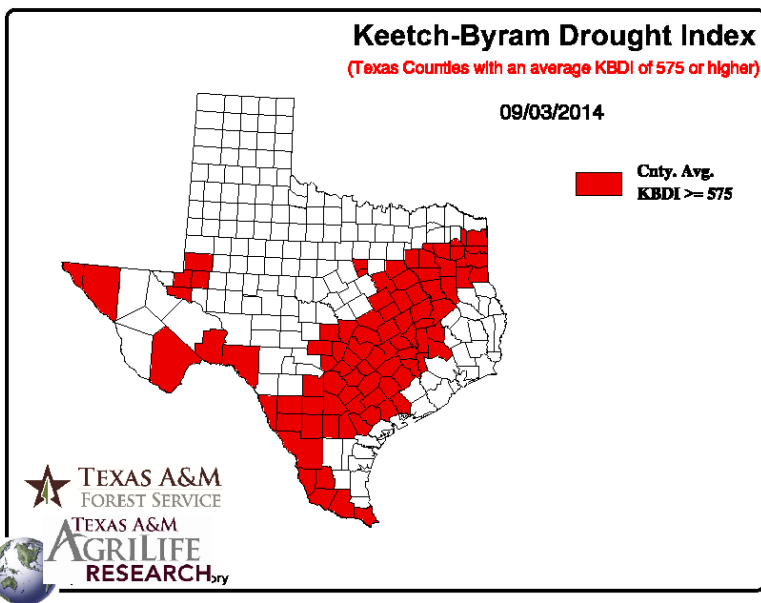 Keetch-Byram Drought Index
(Texas Counties with an average KBDI of 575 or higher)
09/03/2014
Cnty. Avg.
KBDI >= 575
TEXAS A&M
FOREST SERVICE
TEXAS A&M
AGRILIFE
RESEARCH